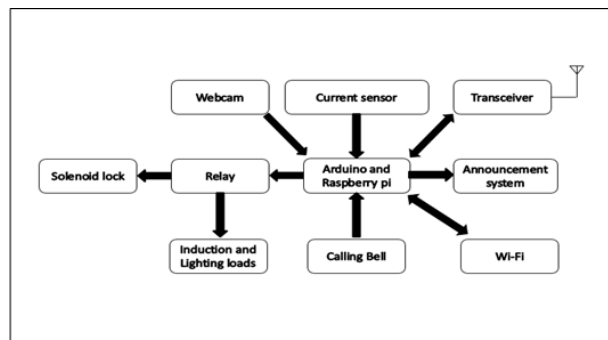 Webcam
Current sensor
Transceiver
Solenoid lock
Relay
Arduino and
Raspberry pi
Announcement
system
Induction and
Lighting loads
Calling Bell
Wi-Fi